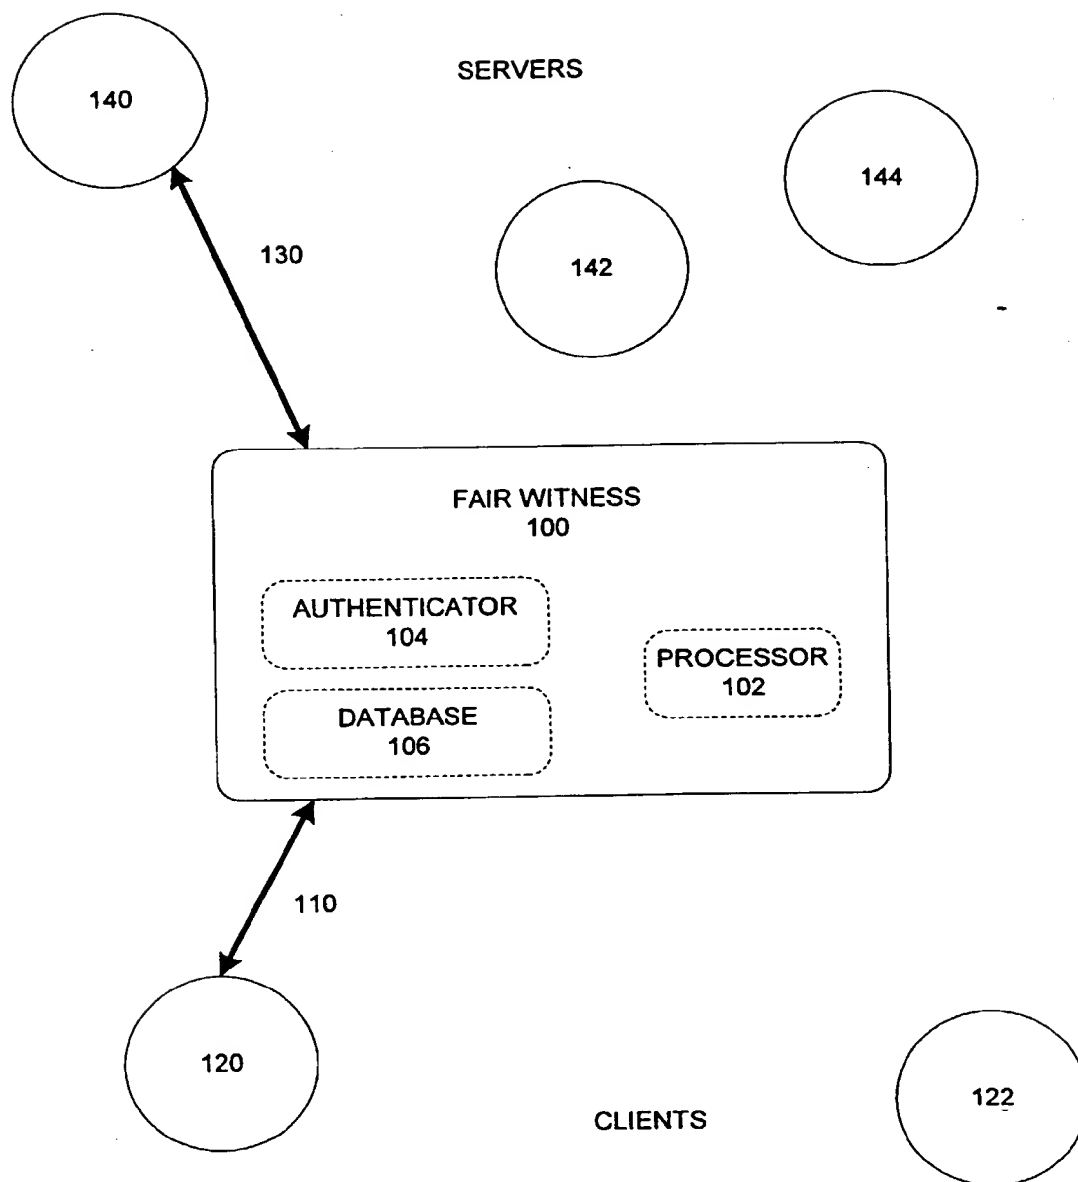 SERVERS
140
144
130
142
FAIR WITNESS
100
AUTHENTICATOR
104
PROCESSOR
102
DATABASE
106
110
120
122
CLIENTS